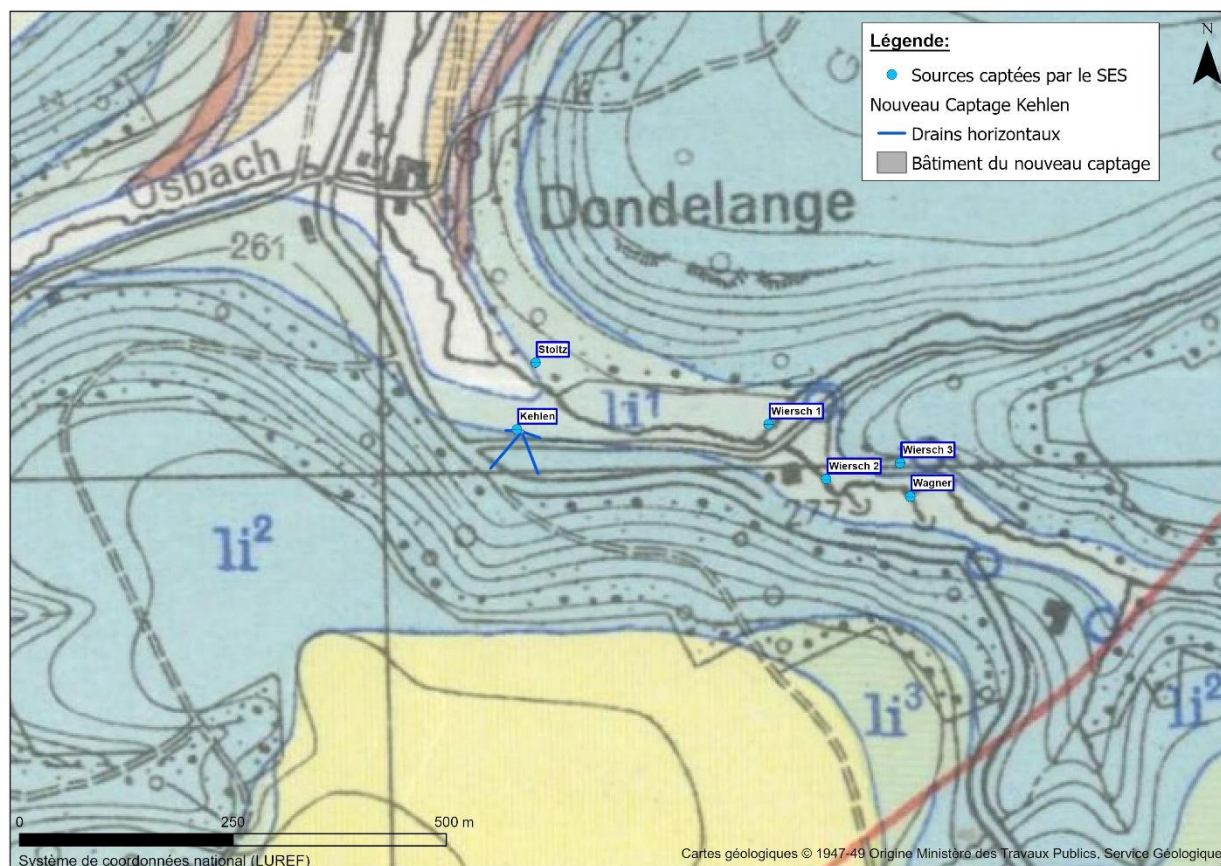 Légende:
Sources captées par le SES
Nouveau Captage Kehlen
Drains horizontaux
Bâtiment du nouveau captage
N
Usbach
Dondelange
261
Stoltz
Kehlen
li¹
Wiersch 1
Wiersch 3
Wiersch 2
Wagner
277
li²
li³
li²
0 250 500 m
Système de coordonnées national (LUREF)
Cartes géologiques © 1947-49 Origine Ministère des Travaux Publics, Service Géologique